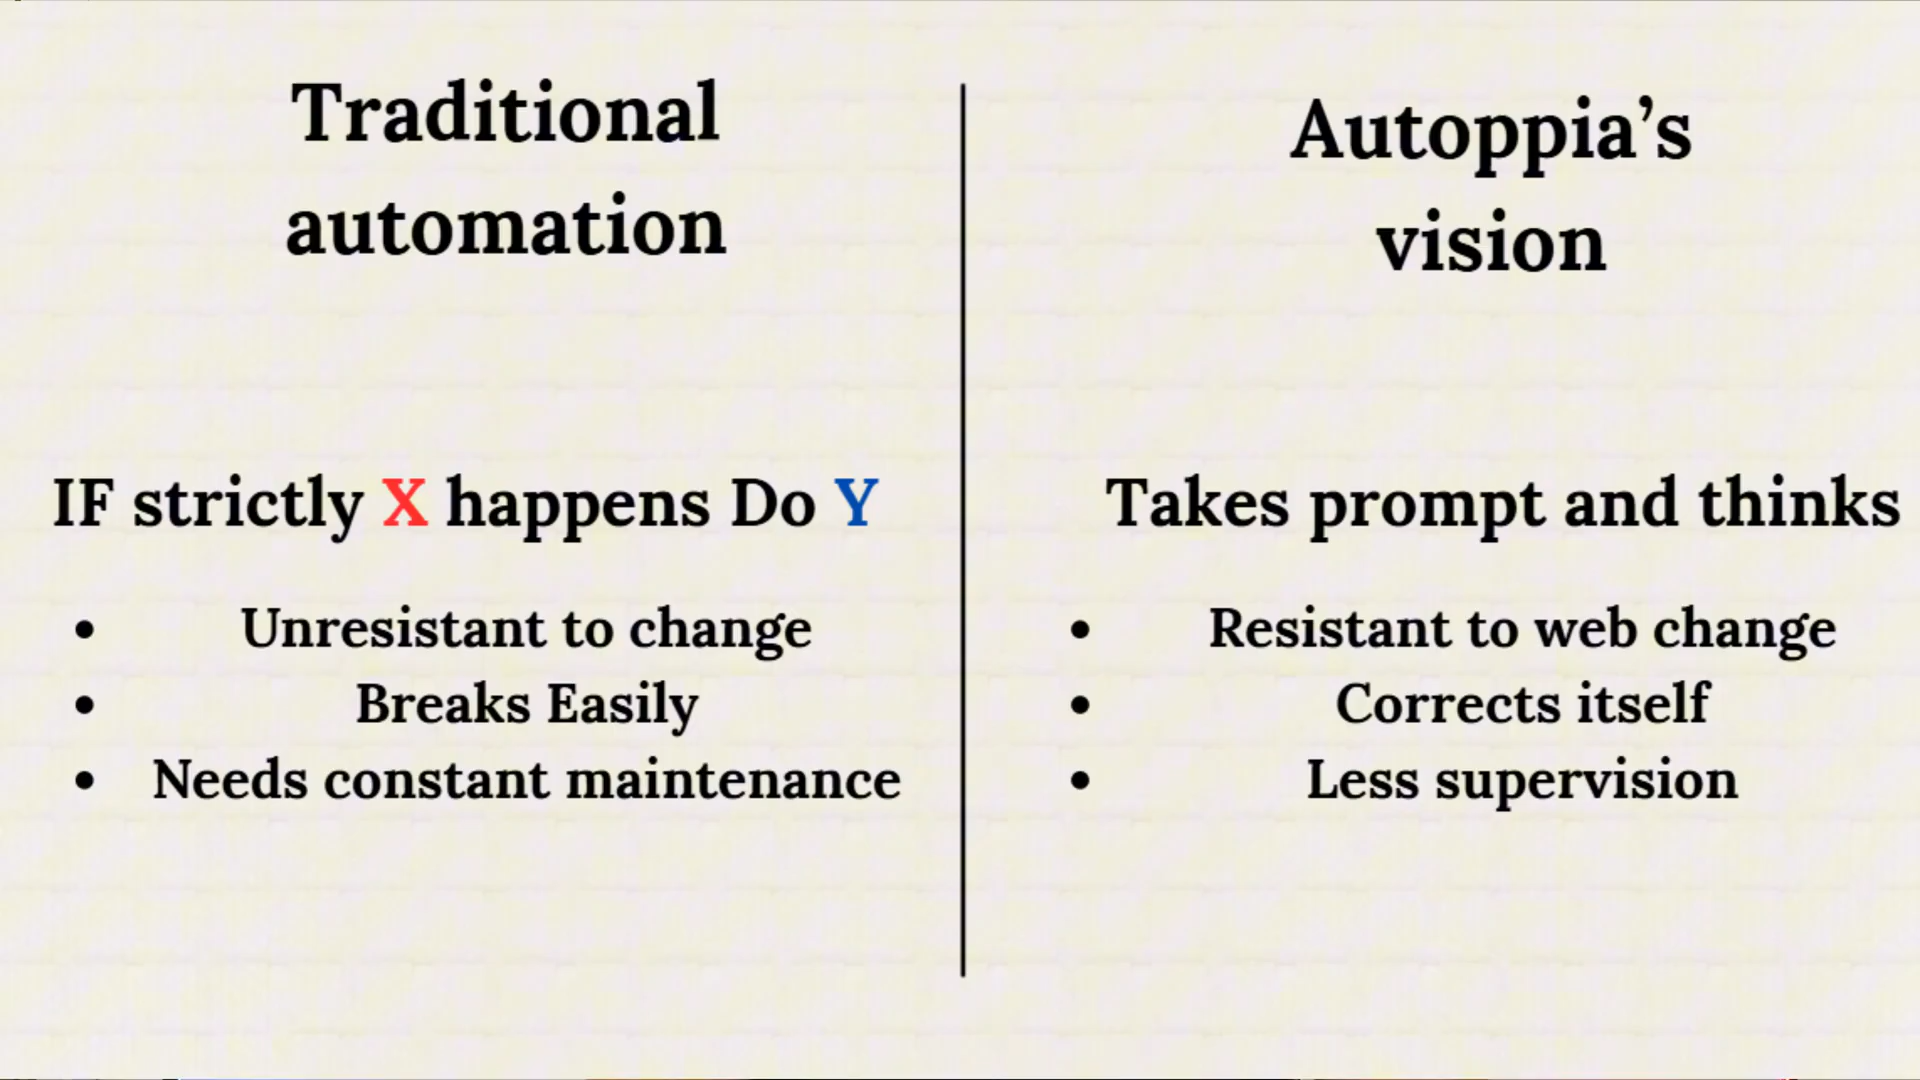 Traditional
automation
IF strictly X happens Do Y
• Unresistant to change
• Breaks Easily
• Needs constant maintenance
Autoppia’s
vision
Takes prompt and thinks
• Resistant to web change
• Corrects itself
• Less supervision